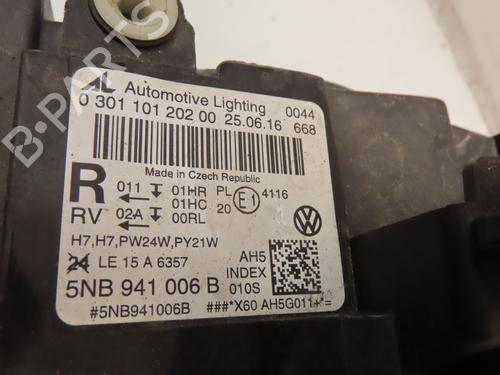 B-PARTS
AL Automotive Lighting 0044
0 301 101 202 00 25.06.16 668
Made in Czech Republic
R 011 01HR PL E1 4116
01HC 20
RV 02A 00RL
H7,H7,PW24W,PY21W
24 LE 15 A 6357 AH5
INDEX
5NB 941 006 B 010S
#5NB941006B ###*X60 AH5G011+*=